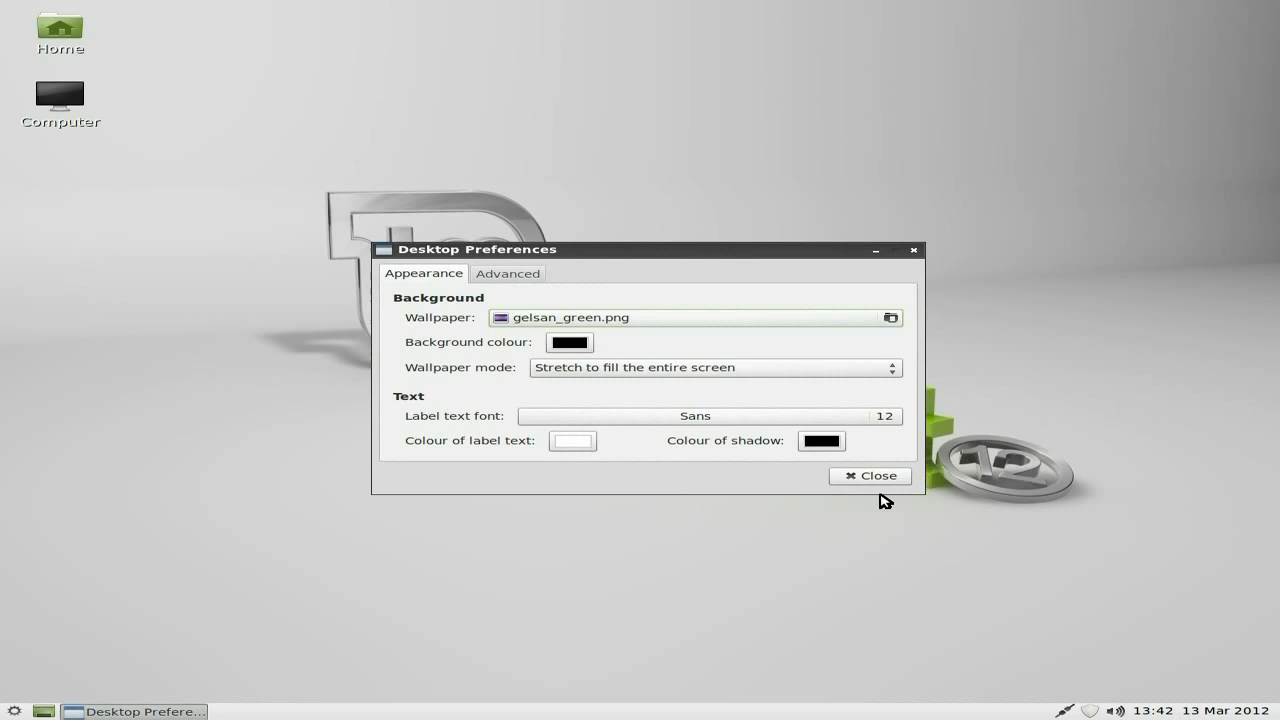 Home
Computer
Desktop Preferences
Appearance
Advanced
Background
Wallpaper: gelsan_green.png
Background colour:
Wallpaper mode: Stretch to fill the entire screen
Text
Label text font: Sans 12
Colour of label text: Colour of shadow:
Close
12
Desktop Prefere...
13:42 13 Mar 2012